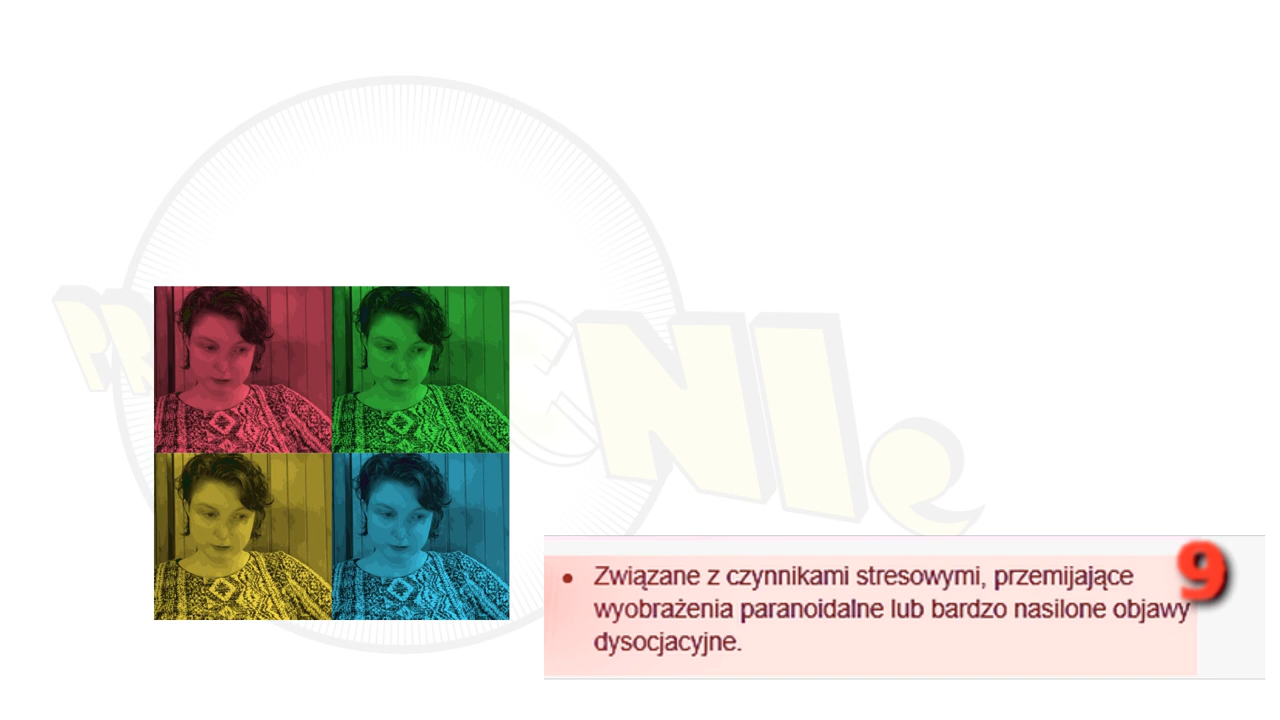 9
• Związane z czynnikami stresowymi, przemijające
wyobrażenia paranoidalne lub bardzo nasilone objawy
dysocjacyjne.